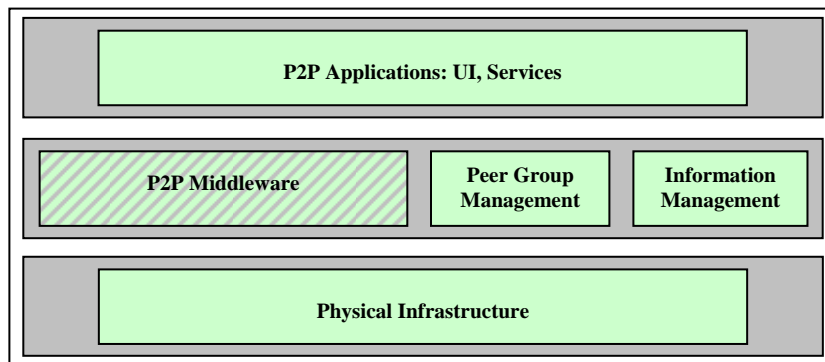 P2P Applications: UI, Services
P2P Middleware
Peer Group
Management
Information
Management
Physical Infrastructure